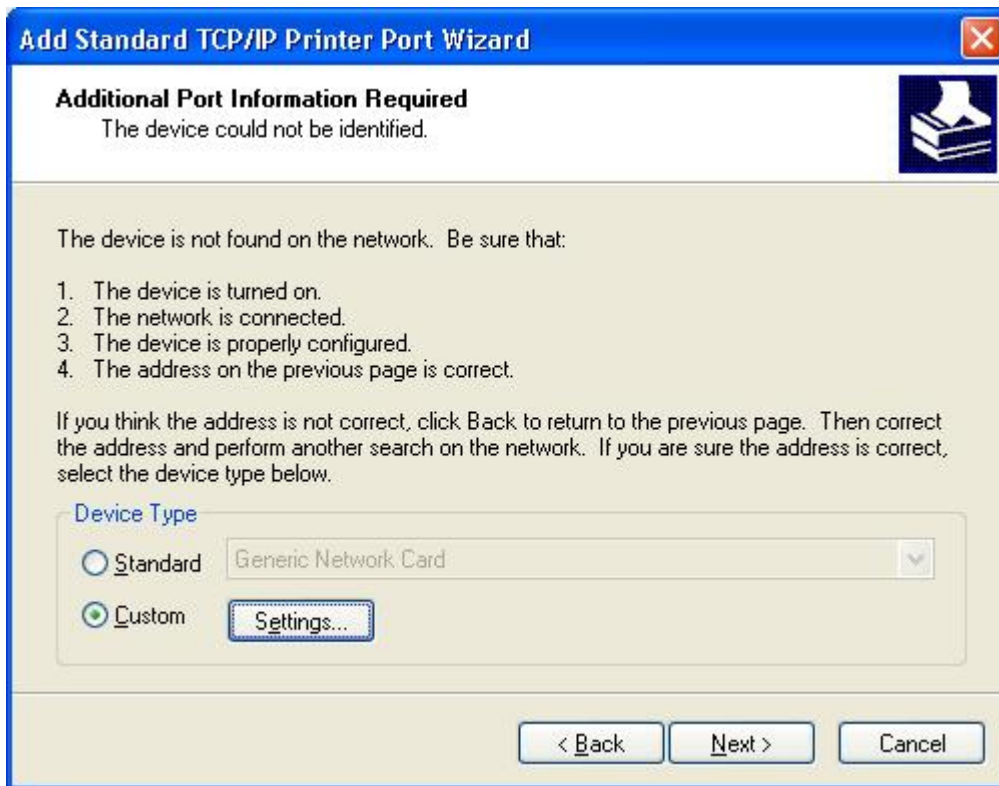 Add Standard TCP/IP Printer Port Wizard
Additional Port Information Required
The device could not be identified.
The device is not found on the network. Be sure that:
1. The device is turned on.
2. The network is connected.
3. The device is properly configured.
4. The address on the previous page is correct.
If you think the address is not correct, click Back to return to the previous page. Then correct
the address and perform another search on the network. If you are sure the address is correct,
select the device type below.
Device Type
Standard Generic Network Card
Custom Settings...
< Back Next > Cancel